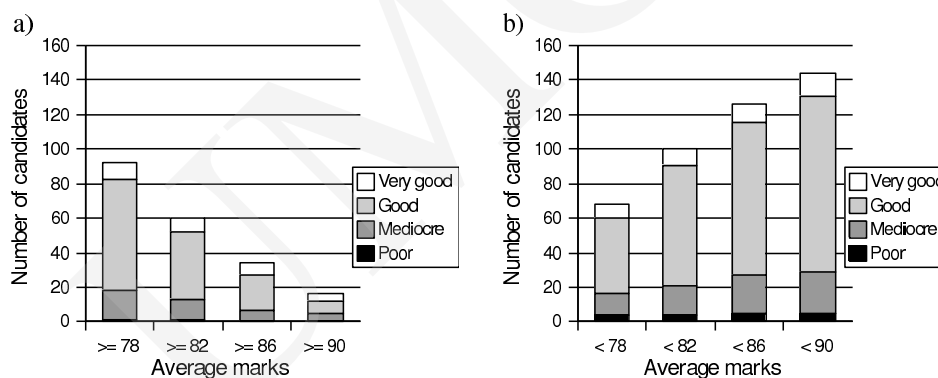 a)
160
140
120
100
80
60
40
20
0
Number of candidates
>= 78 >= 82 >= 86 >= 90
Average marks
Very good
Good
Mediocre
Poor
b)
160
140
120
100
80
60
40
20
0
Number of candidates
< 78 < 82 < 86 < 90
Average marks
Very good
Good
Mediocre
Poor